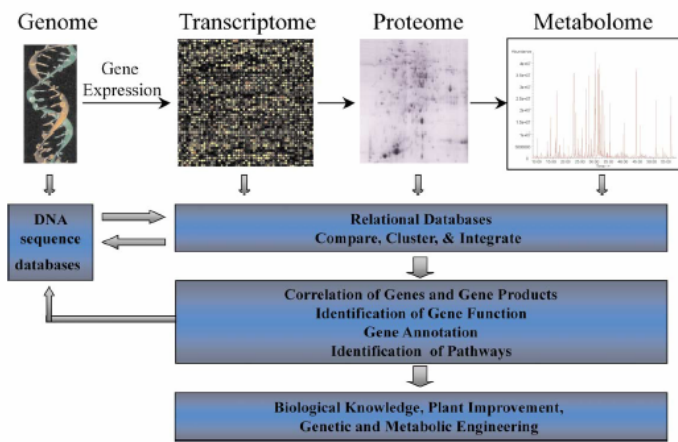 Genome
Transcriptome
Proteome
Metabolome
Gene
Expression
DNA
sequence
databases
Relational Databases
Compare, Cluster, & Integrate
Correlation of Genes and Gene Products
Identification of Gene Function
Gene Annotation
Identification of Pathways
Biological Knowledge, Plant Improvement,
Genetic and Metabolic Engineering